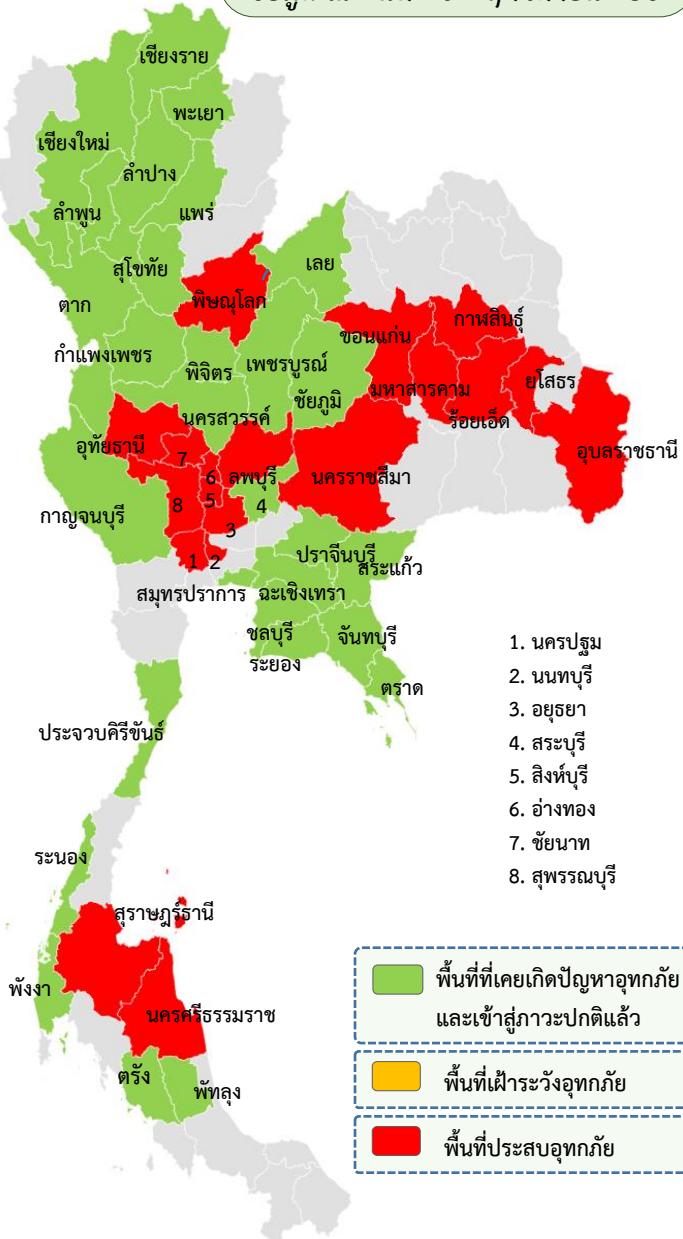 เชียงราย
พะเยา
เชียงใหม่
ลำปาง
ลำพูน
แพร่
สุโขทัย
เลย
ตาก
พิษณุโลก
กำแพงเพชร
ขอนแก่น
กาฬสินธุ์
พิจิตร
เพชรบูรณ์
ชัยภูมิ
มหาสารคาม
ยโสธร
นครสวรรค์
ร้อยเอ็ด
อุทัยธานี
7
6
ลพบุรี
นครราชสีมา
อุบลราชธานี
กาญจนบุรี
8
5
4
3
1
2
ปราจีนบุรี
สระแก้ว
สมุทรปราการ
ฉะเชิงเทรา
ชลบุรี
จันทบุรี
ระยอง
ตราด
1. นครปฐม
2. นนทบุรี
3. อยุธยา
4. สระบุรี
5. สิงห์บุรี
6. อ่างทอง
7. ชัยนาท
8. สุพรรณบุรี
ประจวบคิรีขันธ์
ระนอง
สุราษฎร์ธานี
พังงา
นครศรีธรรมราช
ตรัง
พัทลุง
พื้นที่ที่เคยเกิดปัญหาอุทกภัย
และเข้าสู่ภาวะปกติแล้ว
พื้นที่เฝ้าระวังอุทกภัย
พื้นที่ประสบอุทกภัย